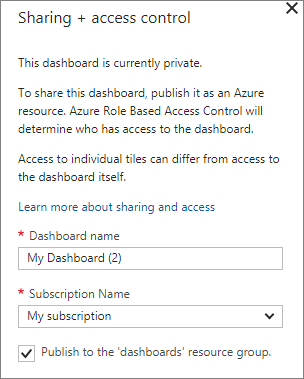 Sharing + access control
This dashboard is currently private.
To share this dashboard, publish it as an Azure
resource. Azure Role Based Access Control will
determine who has access to the dashboard.
Access to individual tiles can differ from access to
the dashboard itself.
Learn more about sharing and access
* Dashboard name
My Dashboard (2)
* Subscription Name
My subscription
Publish to the 'dashboards' resource group.